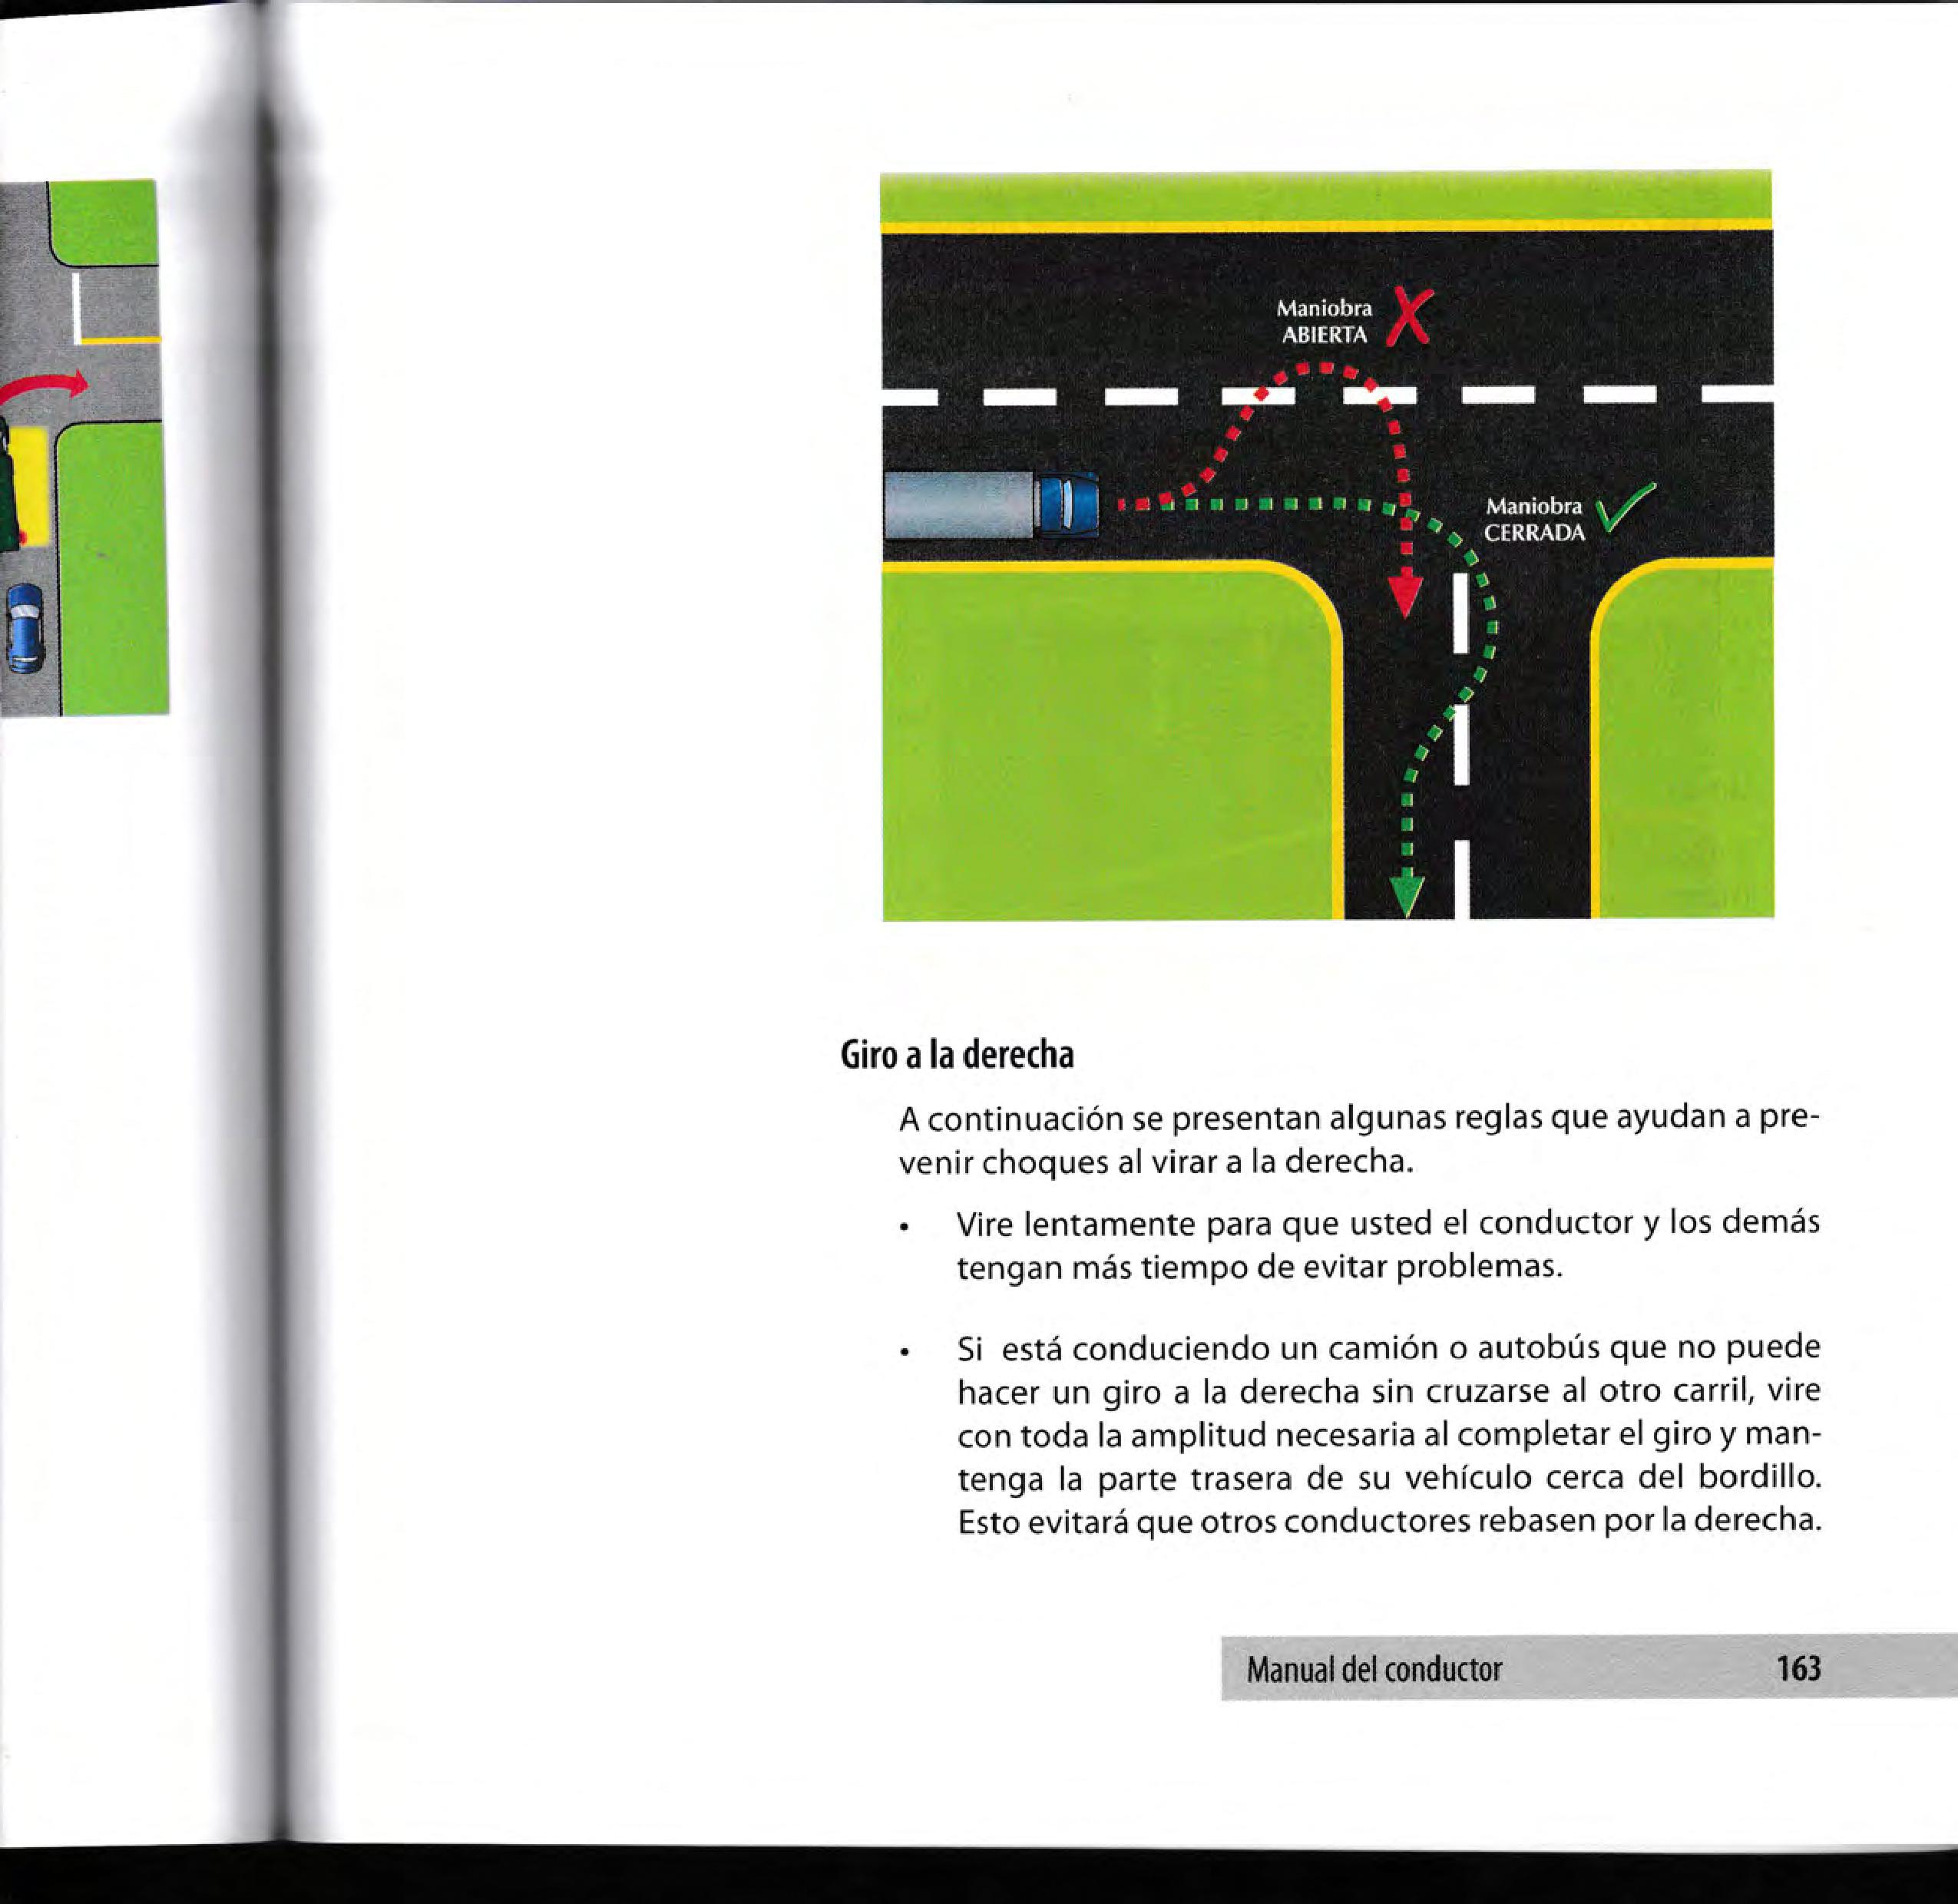 Maniobra
ABIERTA
Maniobra
CERRADA
Giro a la derecha
A continuación se presentan algunas reglas que ayudan a pre-
venir choques al virar a la derecha.
• Vire lentamente para que usted el conductor y los demás
tengan más tiempo de evitar problemas.
• Si está conduciendo un camión o autobús que no puede
hacer un giro a la derecha sin cruzarse al otro carril, vire
con toda la amplitud necesaria al completar el giro y man-
tenga la parte trasera de su vehículo cerca del bordillo.
Esto evitará que otros conductores rebasen por la derecha.
Manual del conductor 163